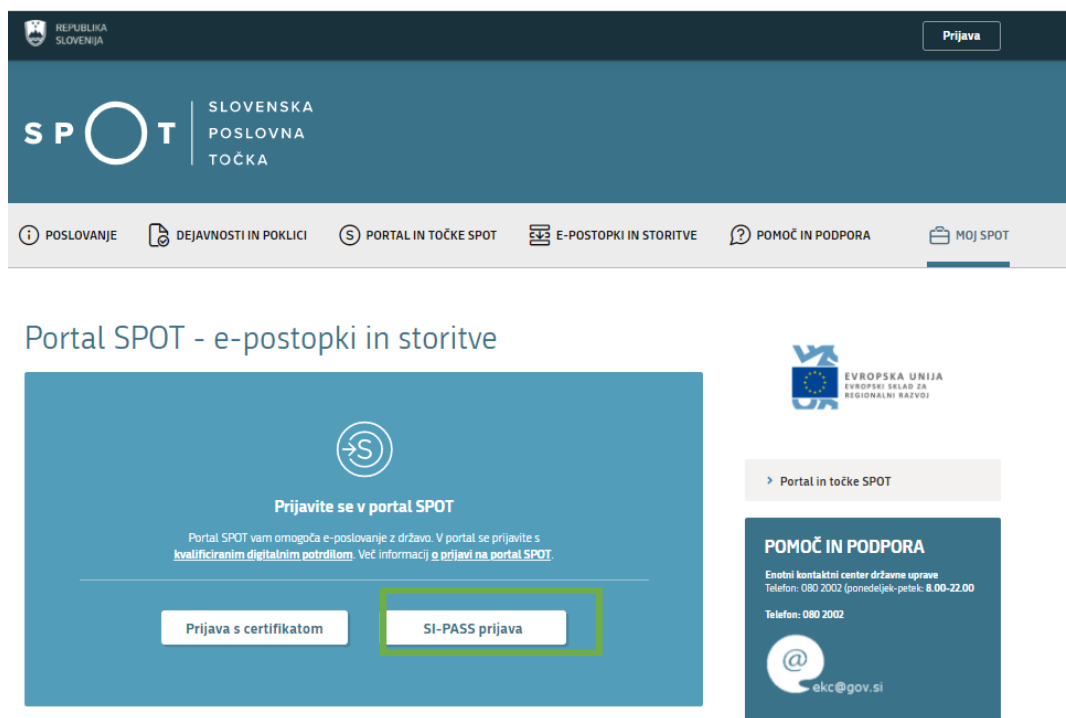 REPUBLIKA
SLOVENIJA
Prijava
SPOT
SLOVENSKA
POSLOVNA
TOČKA
POSLOVANJE
DEJAVNOSTI IN POKLICI
PORTAL IN TOČKE SPOT
E-POSTOPKI IN STORITVE
POMOČ IN PODPORA
MOJ SPOT
Portal SPOT - e-postopki in storitve
S
Prijavite se v portal SPOT
Portal SPOT vam omogoča e-poslovanje z državo. V portal se prijavite s
kvalificiranim digitalnim potrdilom. Več informacij o prijavi na portal SPOT.
Prijava s certifikatom
SI-PASS prijava
EVROPSKA UNIJA
EVROPSKI SKLAD ZA
REGIONALNI RAZVOJ
Portal in točke SPOT
POMOČ IN PODPORA
Enotni kontaktni center državne uprave
Telefon: 080 2002 (ponedeljek-petek: 8.00-22.00
Telefon: 080 2002
@
ekc@gov.si